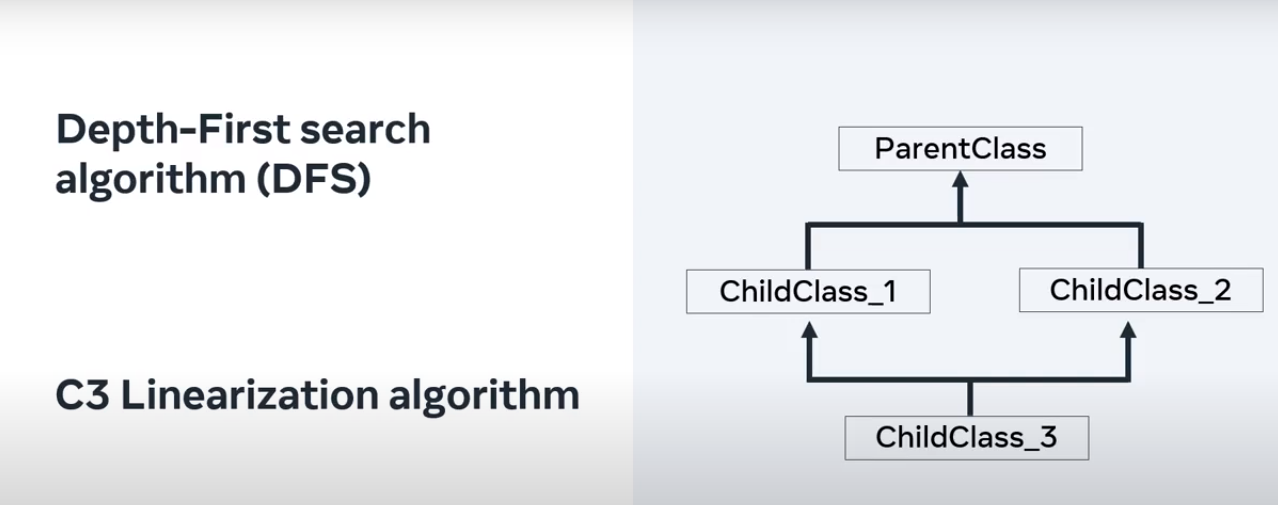 Depth-First search
algorithm (DFS)
C3 Linearization algorithm
ParentClass
ChildClass_1
ChildClass_2
ChildClass_3